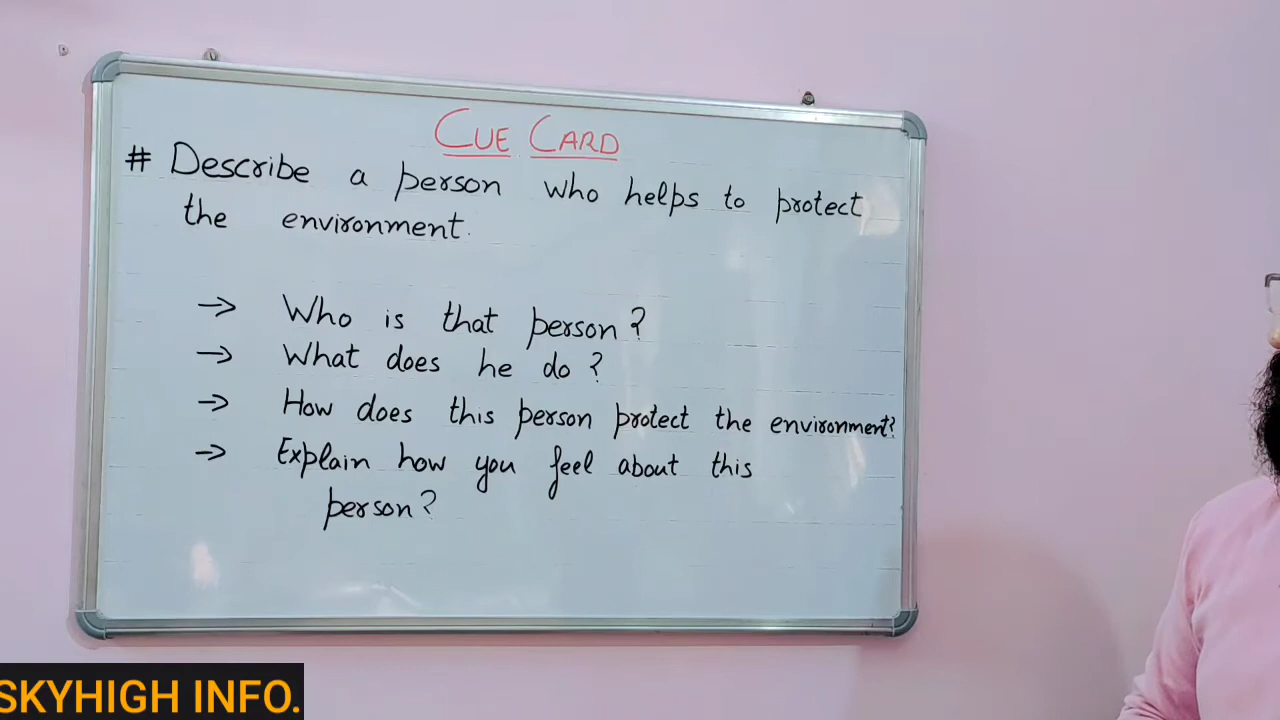 CUE CARD
# Describe a person who helps to protect
the environment.
→ Who is that person?
→ What does he do?
→ How does this person protect the environment?
→ Explain how you feel about this
person?
SKYHIGH INFO.